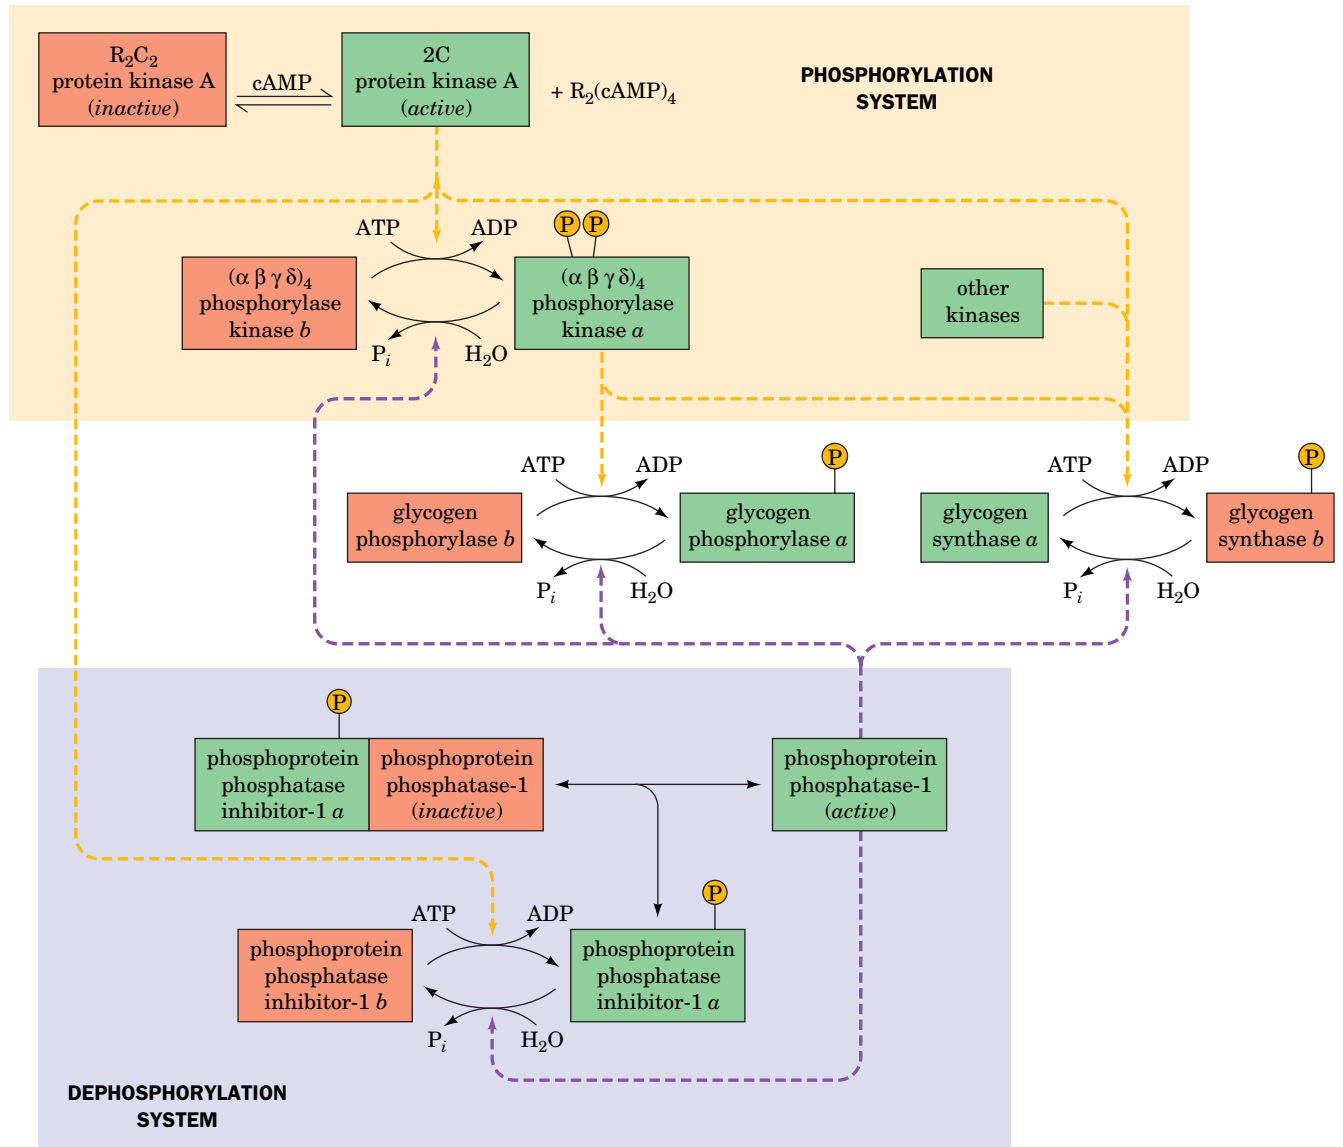 R₂C₂
protein kinase A
(inactive)
cAMP
2C
protein kinase A
(active)
+ R₂(cAMP)₄
PHOSPHORYLATION
SYSTEM
ATP
ADP
P P
(α β γ δ)₄
phosphorylase
kinase b
(α β γ δ)₄
phosphorylase
kinase a
Pᵢ
H₂O
other
kinases
ATP
ADP
P
glycogen
phosphorylase b
glycogen
phosphorylase a
Pᵢ
H₂O
ATP
ADP
P
glycogen
synthase a
glycogen
synthase b
Pᵢ
H₂O
P
phosphoprotein
phosphatase
inhibitor-1 a
phosphoprotein
phosphatase-1
(inactive)
phosphoprotein
phosphatase-1
(active)
ATP
ADP
P
phosphoprotein
phosphatase
inhibitor-1 b
phosphoprotein
phosphatase
inhibitor-1 a
Pᵢ
H₂O
DEPHOSPHORYLATION
SYSTEM